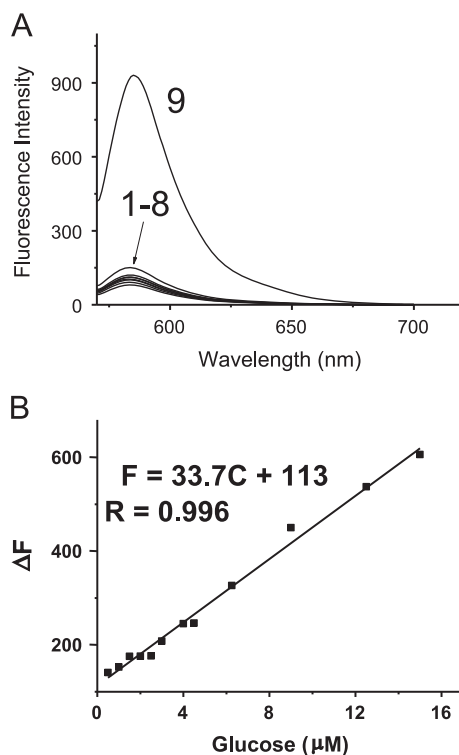 A
Fluorescence Intensity
900
600
300
0
9
1-8
600
650
700
Wavelength (nm)
B
ΔF
600
400
200
F = 33.7C + 113
R = 0.996
0
4
8
12
16
Glucose (μM)